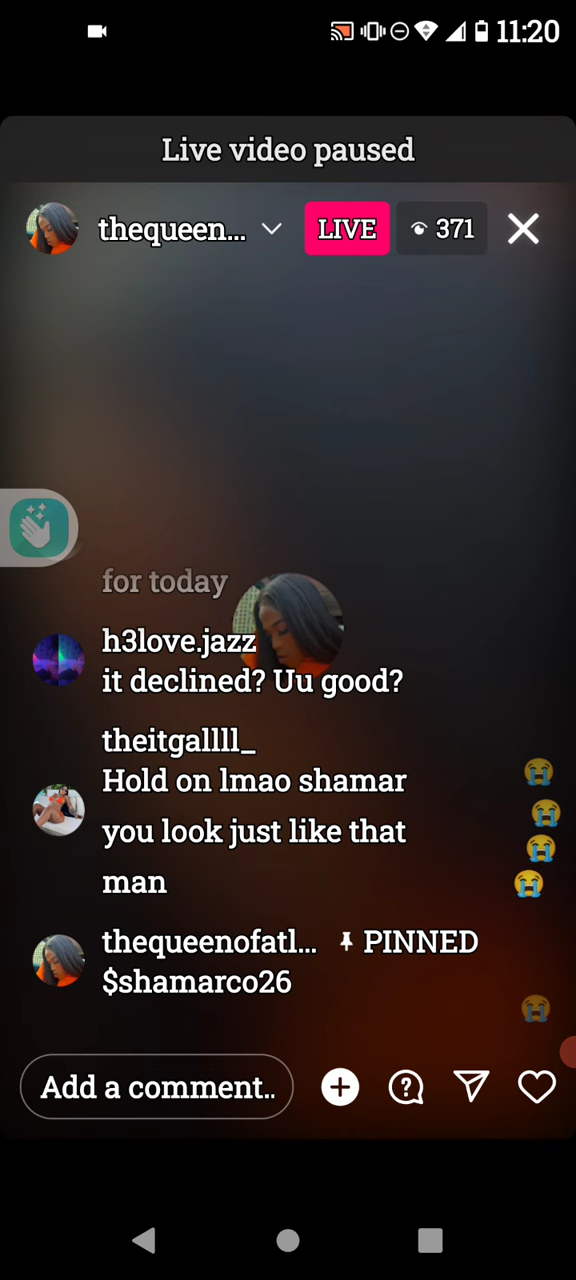 11:20
Live video paused
thequeen...
LIVE
371
for today
h3love.jazz
it declined? Uu good?
theitgallll_
Hold on lmao shamar
you look just like that
man
thequeenofatl... PINNED
$shamarco26
Add a comment..